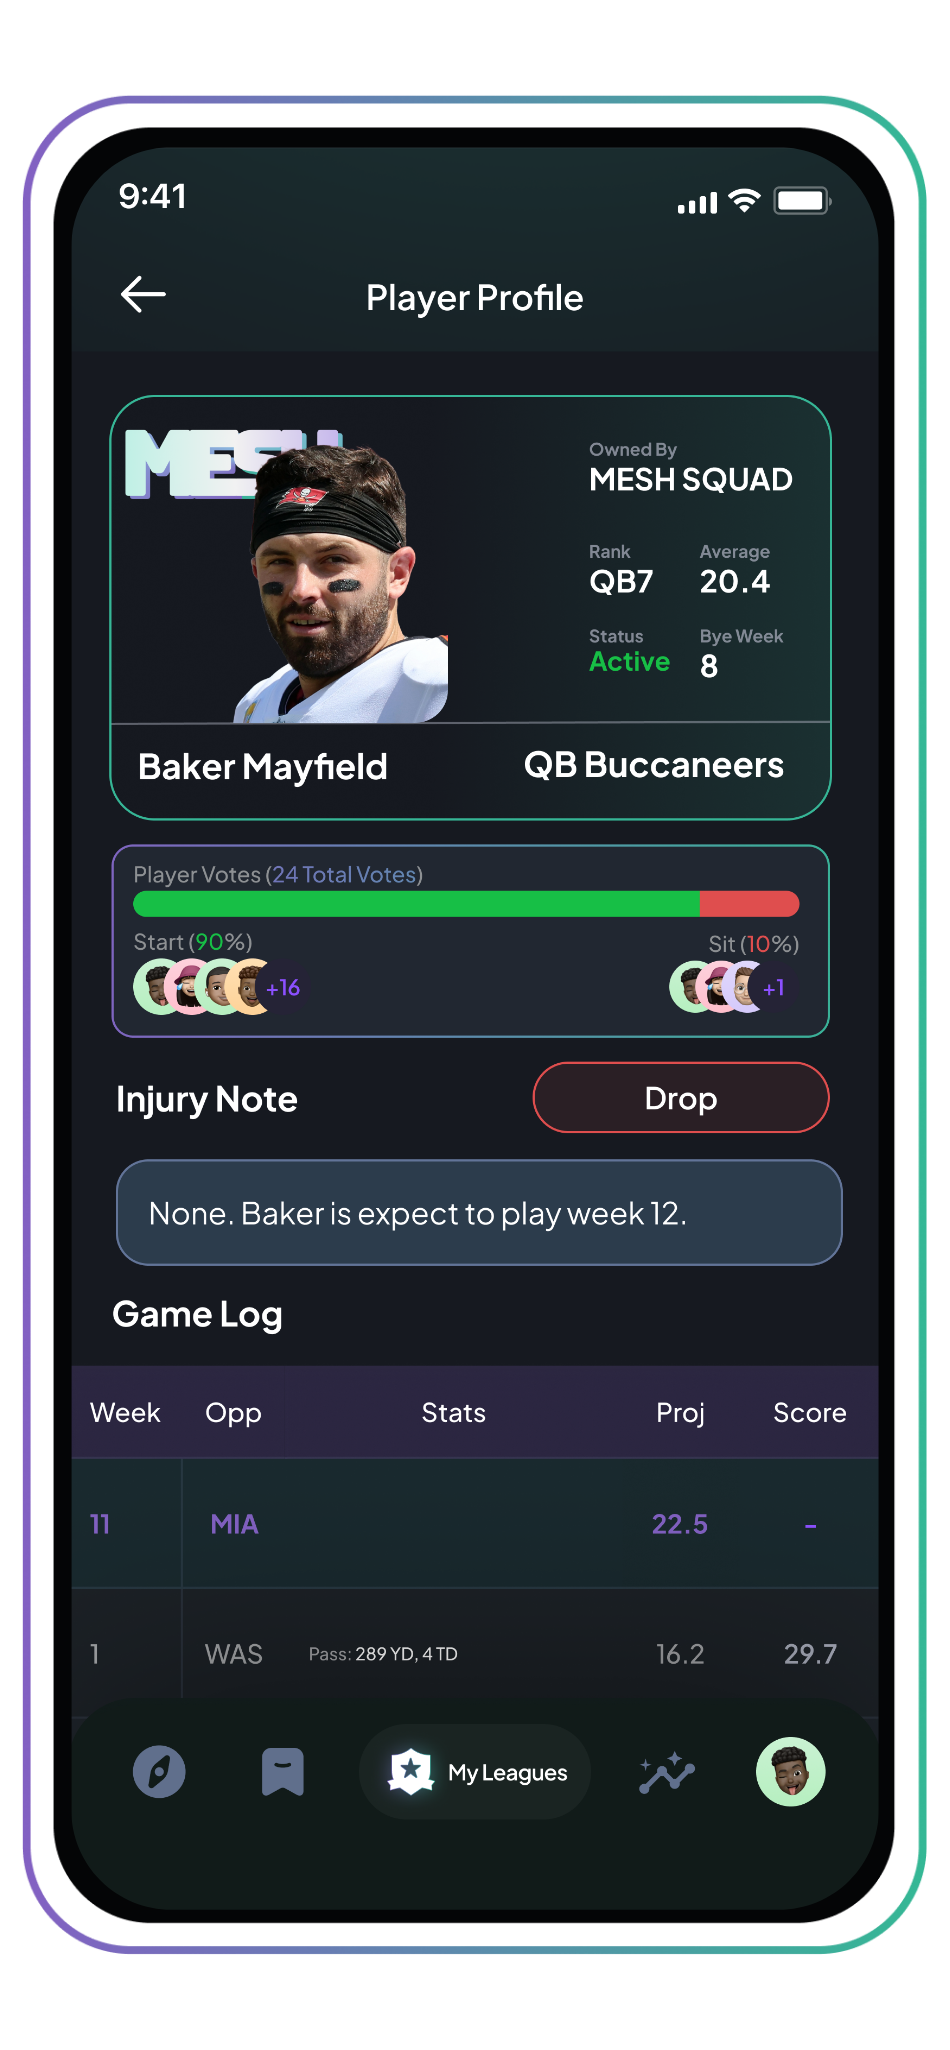 9:41
Player Profile
MESH
Owned By
MESH SQUAD
Rank
Average
QB7
20.4
Status
Bye Week
Active
8
Baker Mayfield
QB Buccaneers
Player Votes (24 Total Votes)
Start (90%)
Sit (10%)
+16
+1
Injury Note
Drop
None. Baker is expect to play week 12.
Game Log
Week Opp Stats Proj Score
11 MIA 22.5 -
1 WAS Pass: 289 YD, 4 TD 16.2 29.7
My Leagues